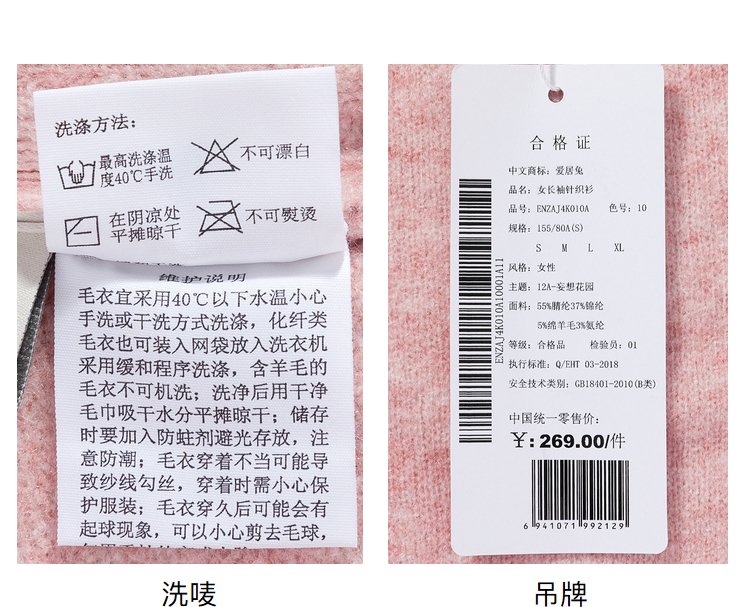 洗涤方法：
最高洗涤温
度40℃手洗
不可漂白
在阴凉处
平摊晾干
不可熨烫
维护说明
毛衣宜采用40℃以下水温小心
手洗或干洗方式洗涤，化纤类
毛衣也可装入网袋放入洗衣机
采用缓和程序洗涤，含羊毛的
毛衣不可机洗；洗净后用干净
毛巾吸干水分平摊晾干；储存
时要加入防蛀剂避光存放，注
意防潮；毛衣穿着不当可能导
致纱线勾丝，穿着时需小心保
护服装；毛衣穿久后可能会有
起球现象，可以小心剪去毛球，
洗唛
合格证
中文商标：爱居兔
品名：女长袖针织衫
品号：ENZAJ4K010A 色号：10
规格：155/80A(S)
S M L XL
风格：女性
主题：12A-妄想花园
面料：55%腈纶37%锦纶
5%绵羊毛3%氨纶
等级：合格品 检验员：01
执行标准：Q/EHT 03-2018
安全技术类别：GB18401-2010(B类)
ENZAJ4K010A10001A11
中国统一零售价：
¥: 269.00/件
6 941071 992129
吊牌